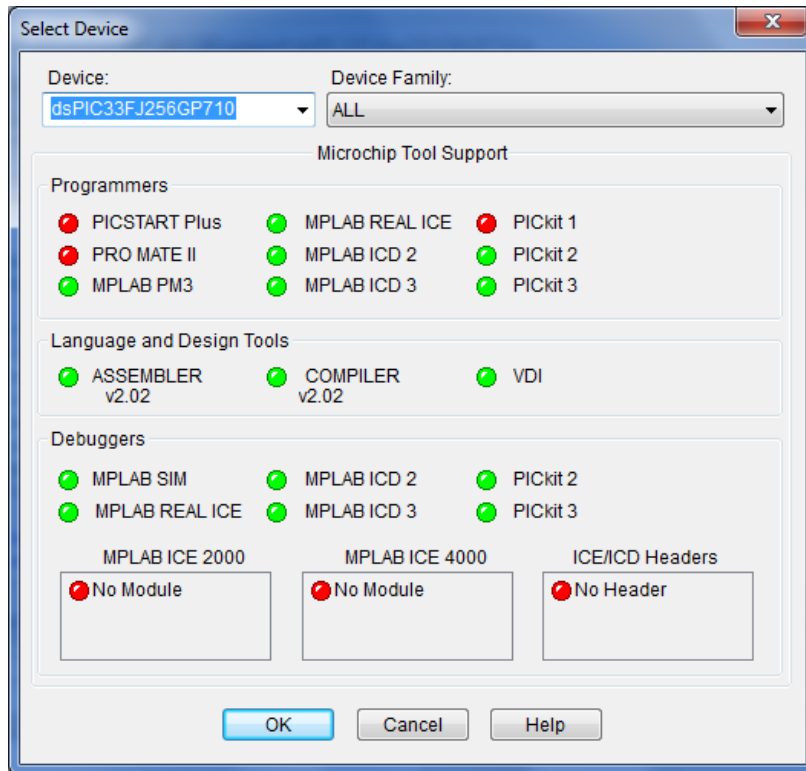 Select Device
Device: Device Family:
dsPIC33FJ256GP710 ALL
Microchip Tool Support
Programmers
PICSTART Plus MPLAB REAL ICE PICkit 1
PRO MATE II MPLAB ICD 2 PICkit 2
MPLAB PM3 MPLAB ICD 3 PICkit 3
Language and Design Tools
ASSEMBLER COMPILER VDI
v2.02 v2.02
Debuggers
MPLAB SIM MPLAB ICD 2 PICkit 2
MPLAB REAL ICE MPLAB ICD 3 PICkit 3
MPLAB ICE 2000 MPLAB ICE 4000 ICE/ICD Headers
No Module No Module No Header
OK Cancel Help